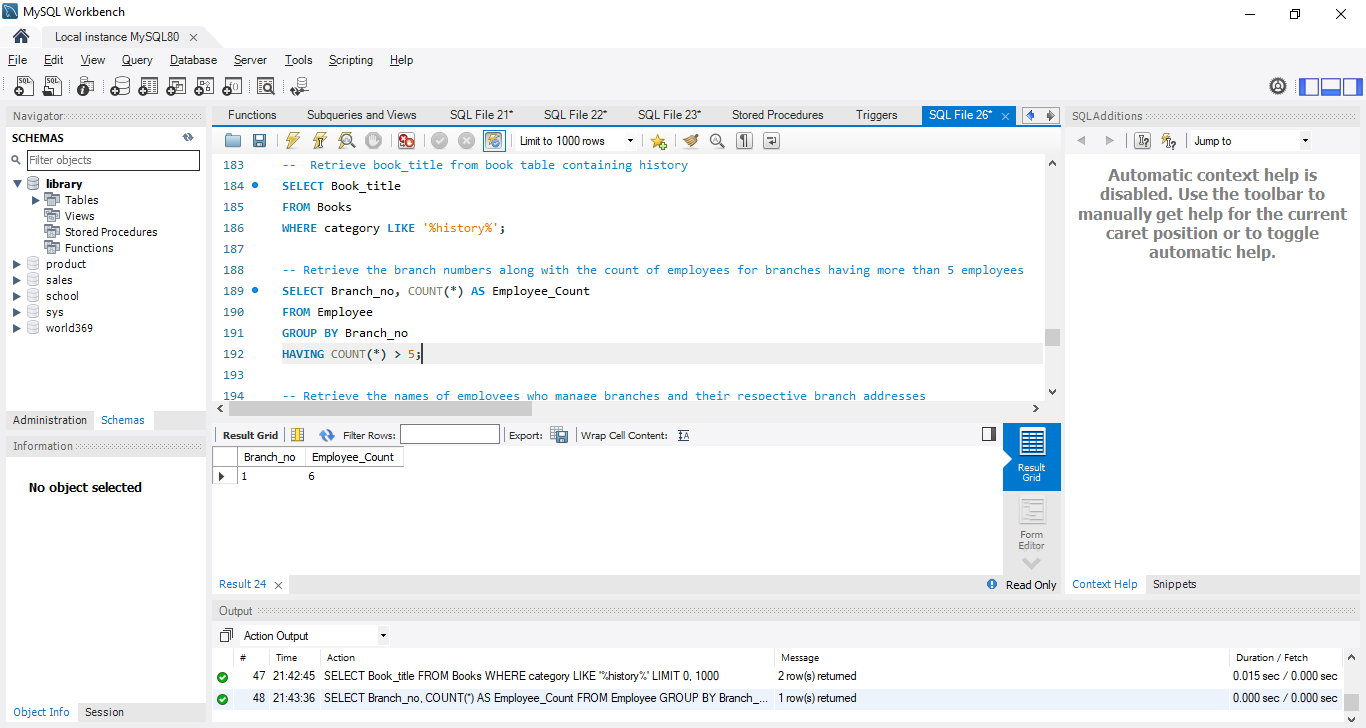 MySQL Workbench
Local instance MySQL80
File Edit View Query Database Server Tools Scripting Help
Navigator
SCHEMAS
Filter objects
library
Tables
Views
Stored Procedures
Functions
product
sales
school
sys
world369
Administration Schemas
Information
No object selected
Object Info Session
Functions Subqueries and Views SQL File 21* SQL File 22* SQL File 23* Stored Procedures Triggers SQL File 26*
Limit to 1000 rows
183 -- Retrieve book_title from book table containing history
184 SELECT Book_title
185 FROM Books
186 WHERE category LIKE '%history%';
187
188 -- Retrieve the branch numbers along with the count of employees for branches having more than 5 employees
189 SELECT Branch_no, COUNT(*) AS Employee_Count
190 FROM Employee
191 GROUP BY Branch_no
192 HAVING COUNT(*) > 5;
193
194 -- Retrieve the names of employees who manage branches and their respective branch addresses
Result Grid Filter Rows: Export: Wrap Cell Content:
Branch_no Employee_Count
1 6
Result Grid
Form Editor
Result 24
Read Only
SQLAdditions
Jump to
Automatic context help is
disabled. Use the toolbar to
manually get help for the current
caret position or to toggle
automatic help.
Context Help Snippets
Output
Action Output
# Time Action Message Duration / Fetch
47 21:42:45 SELECT Book_title FROM Books WHERE category LIKE '%history%' LIMIT 0, 1000 2 row(s) returned 0.015 sec / 0.000 sec
48 21:43:36 SELECT Branch_no, COUNT(*) AS Employee_Count FROM Employee GROUP BY Branch_... 1 row(s) returned 0.000 sec / 0.000 sec